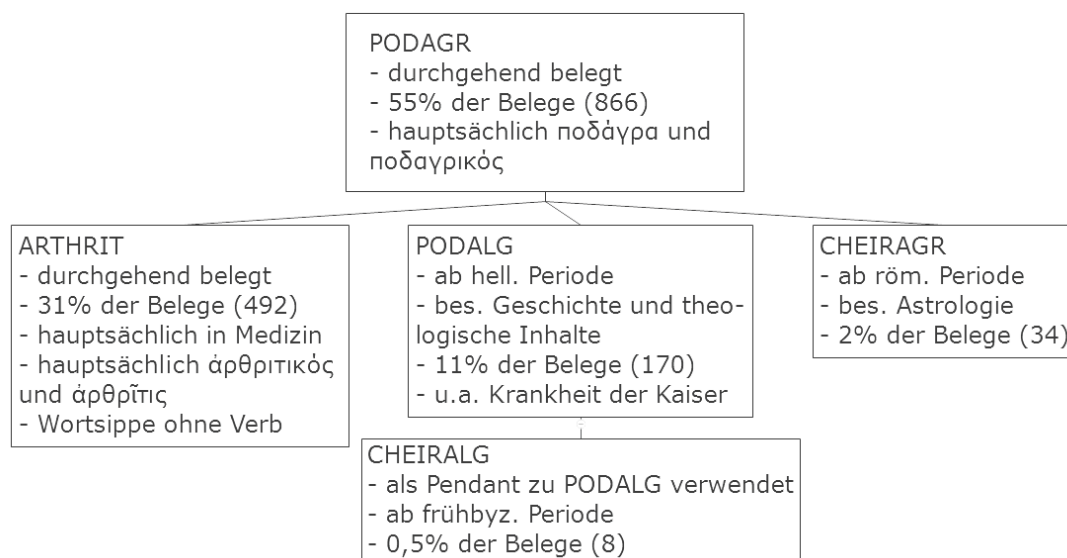 PODAGR
- durchgehend belegt
- 55% der Belege (866)
- hauptsächlich ποδάγρα und
ποδαγρικός
ARTHRIT
- durchgehend belegt
- 31% der Belege (492)
- hauptsächlich in Medizin
- hauptsächlich ἀρθριτικός
und ἀρθρῖτις
- Wortsippe ohne Verb
PODALG
- ab hell. Periode
- bes. Geschichte und theo-
logische Inhalte
- 11% der Belege (170)
- u.a. Krankheit der Kaiser
CHEIRAGR
- ab röm. Periode
- bes. Astrologie
- 2% der Belege (34)
CHEIRALG
- als Pendant zu PODALG verwendet
- ab frühbyz. Periode
- 0,5% der Belege (8)